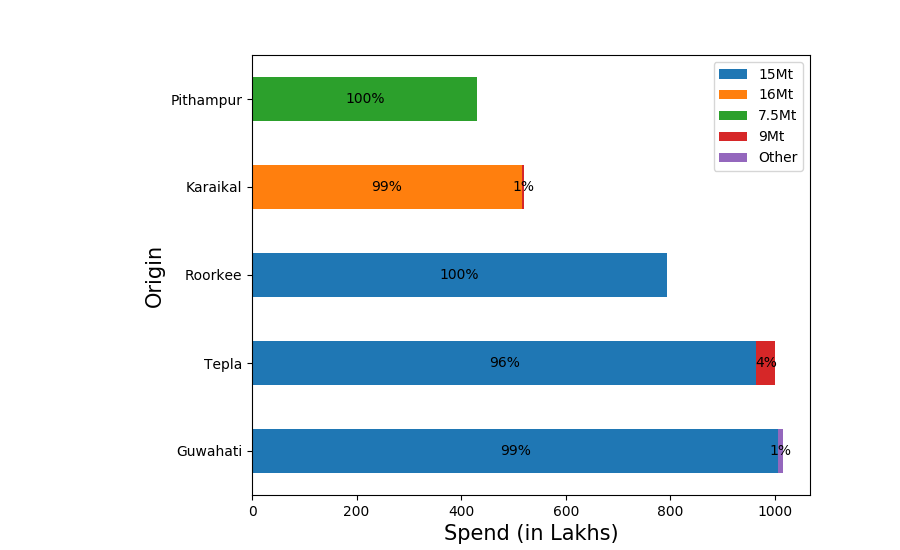 15Mt
16Mt
7.5Mt
9Mt
Other
Pithampur
100%
Karaikal
99%
1%
Roorkee
100%
Tepla
96%
4%
Guwahati
99%
1%
Origin
0
200
400
600
800
1000
Spend (in Lakhs)